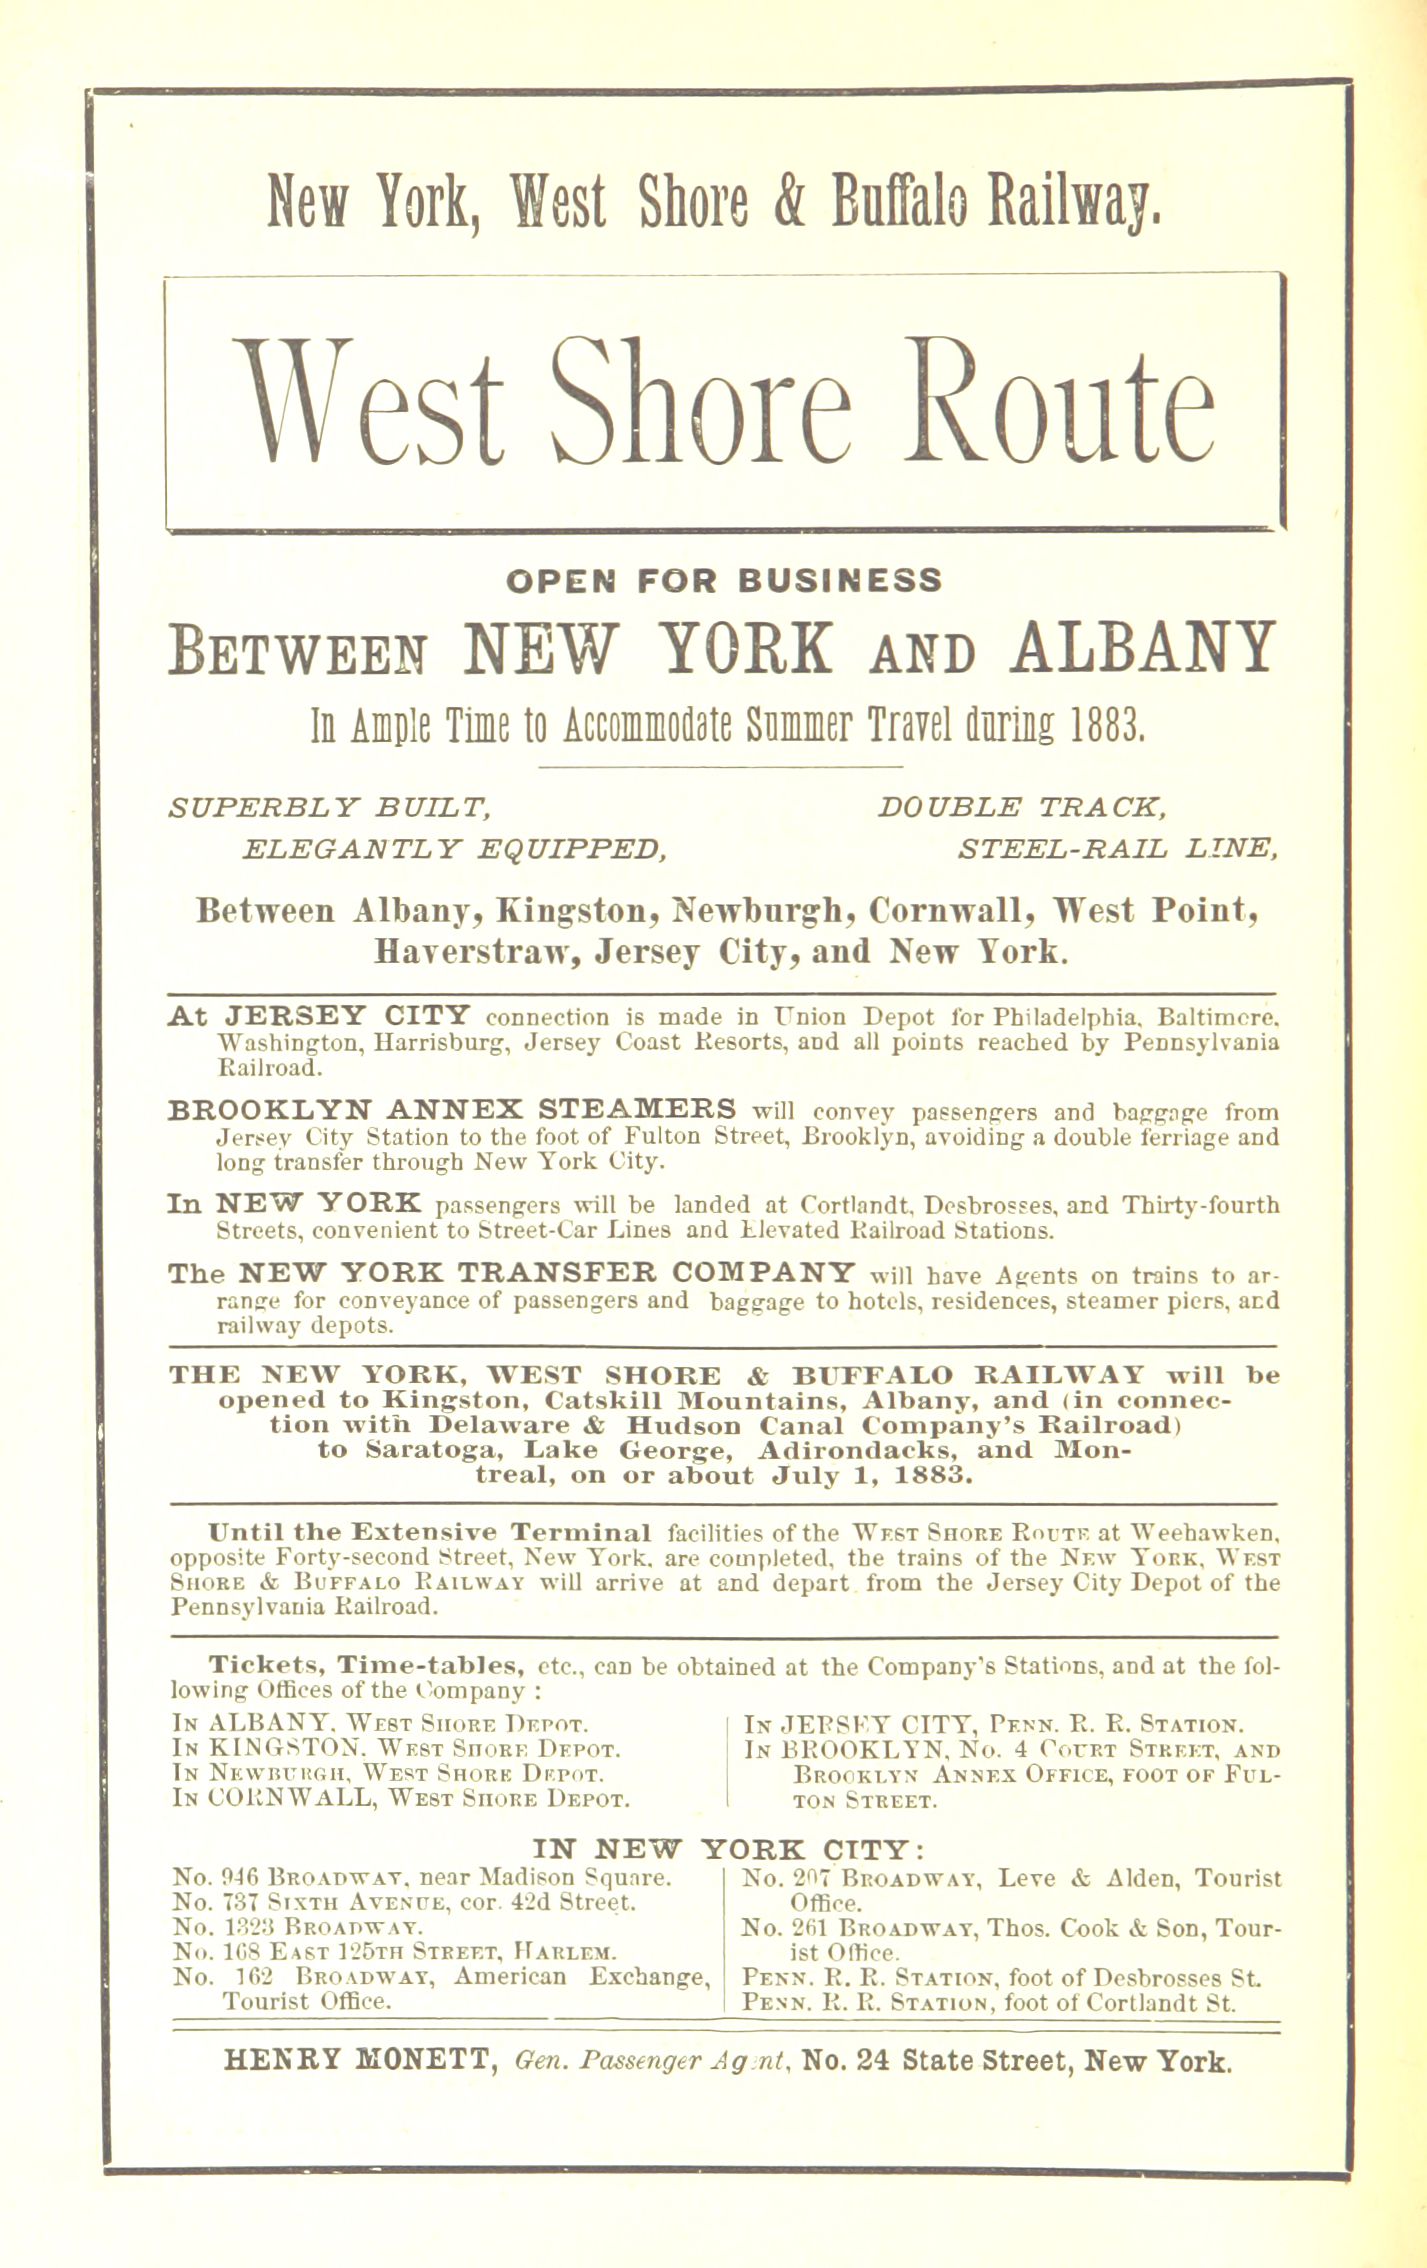 New York, West Shore & Buffalo Railway.
West Shore Route
OPEN FOR BUSINESS
BETWEEN NEW YORK AND ALBANY
In Ample Time to Accommodate Summer Travel during 1883.
SUPERBLY BUILT,
ELEGANTLY EQUIPPED,
DOUBLE TRACK,
STEEL-RAIL LINE,
Between Albany, Kingston, Newburgh, Cornwall, West Point,
Haverstraw, Jersey City, and New York.
At JERSEY CITY connection is made in Union Depot for Philadelphia, Baltimore,
Washington, Harrisburg, Jersey Coast Resorts, and all points reached by Pennsylvania
Railroad.
BROOKLYN ANNEX STEAMERS will convey passengers and baggage from
Jersey City Station to the foot of Fulton Street, Brooklyn, avoiding a double ferriage and
long transfer through New York City.
In NEW YORK passengers will be landed at Cortlandt, Desbrosses, and Thirty-fourth
Streets, convenient to Street-Car Lines and Elevated Railroad Stations.
The NEW YORK TRANSFER COMPANY will have Agents on trains to ar-
range for conveyance of passengers and baggage to hotels, residences, steamer piers, and
railway depots.
THE NEW YORK, WEST SHORE & BUFFALO RAILWAY will be
opened to Kingston, Catskill Mountains, Albany, and (in connec-
tion with Delaware & Hudson Canal Company's Railroad)
to Saratoga, Lake George, Adirondacks, and Mon-
treal, on or about July 1, 1883.
Until the Extensive Terminal facilities of the WEST SHORE ROUTE at Weehawken,
opposite Forty-second Street, New York, are completed, the trains of the NEW YORK, WEST
SHORE & BUFFALO RAILWAY will arrive at and depart from the Jersey City Depot of the
Pennsylvania Railroad.
Tickets, Time-tables, etc., can be obtained at the Company's Stations, and at the fol-
lowing Offices of the Company :
IN ALBANY, WEST SHORE DEPOT.
IN KINGSTON. WEST SHORE DEPOT.
IN NEWBURGH, WEST SHORE DEPOT.
IN CORNWALL, WEST SHORE DEPOT.
IN JERSEY CITY, PENN. R. R. STATION.
IN BROOKLYN, No. 4 COURT STREET, AND
BROOKLYN ANNEX OFFICE, FOOT OF FUL-
TON STREET.
IN NEW YORK CITY:
No. 946 BROADWAY, near Madison Square.
No. 737 SIXTH AVENUE, cor. 42d Street.
No. 1323 BROADWAY.
No. 168 EAST 125TH STREET, HARLEM.
No. 162 BROADWAY, American Exchange,
Tourist Office.
No. 207 BROADWAY, Leve & Alden, Tourist
Office.
No. 261 BROADWAY, Thos. Cook & Son, Tour-
ist Office.
PENN. R. R. STATION, foot of Desbrosses St.
PENN. R. R. STATION, foot of Cortlandt St.
HENRY MONETT, Gen. Passenger Agent, No. 24 State Street, New York.